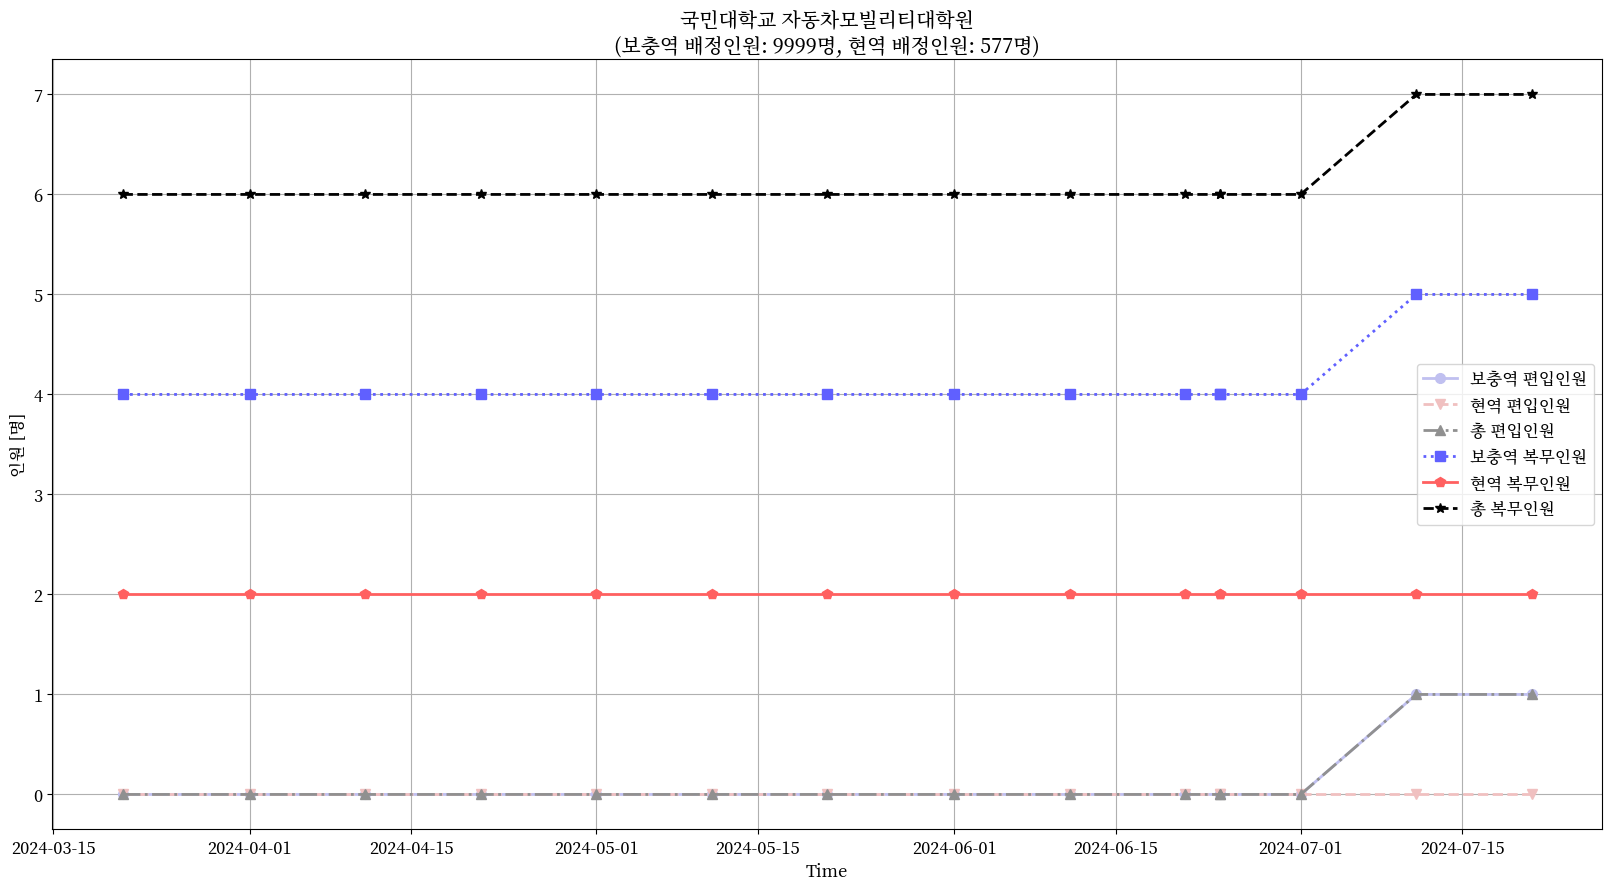 국민대학교 자동차모빌리티대학원
(보충역 배정인원: 9999명, 현역 배정인원: 577명)
7
6
5
4
3
2
1
0
인원 [명]
보충역 편입인원
현역 편입인원
총 편입인원
보충역 복무인원
현역 복무인원
총 복무인원
2024-03-15 2024-04-01 2024-04-15 2024-05-01 2024-05-15 2024-06-01 2024-06-15 2024-07-01 2024-07-15
Time